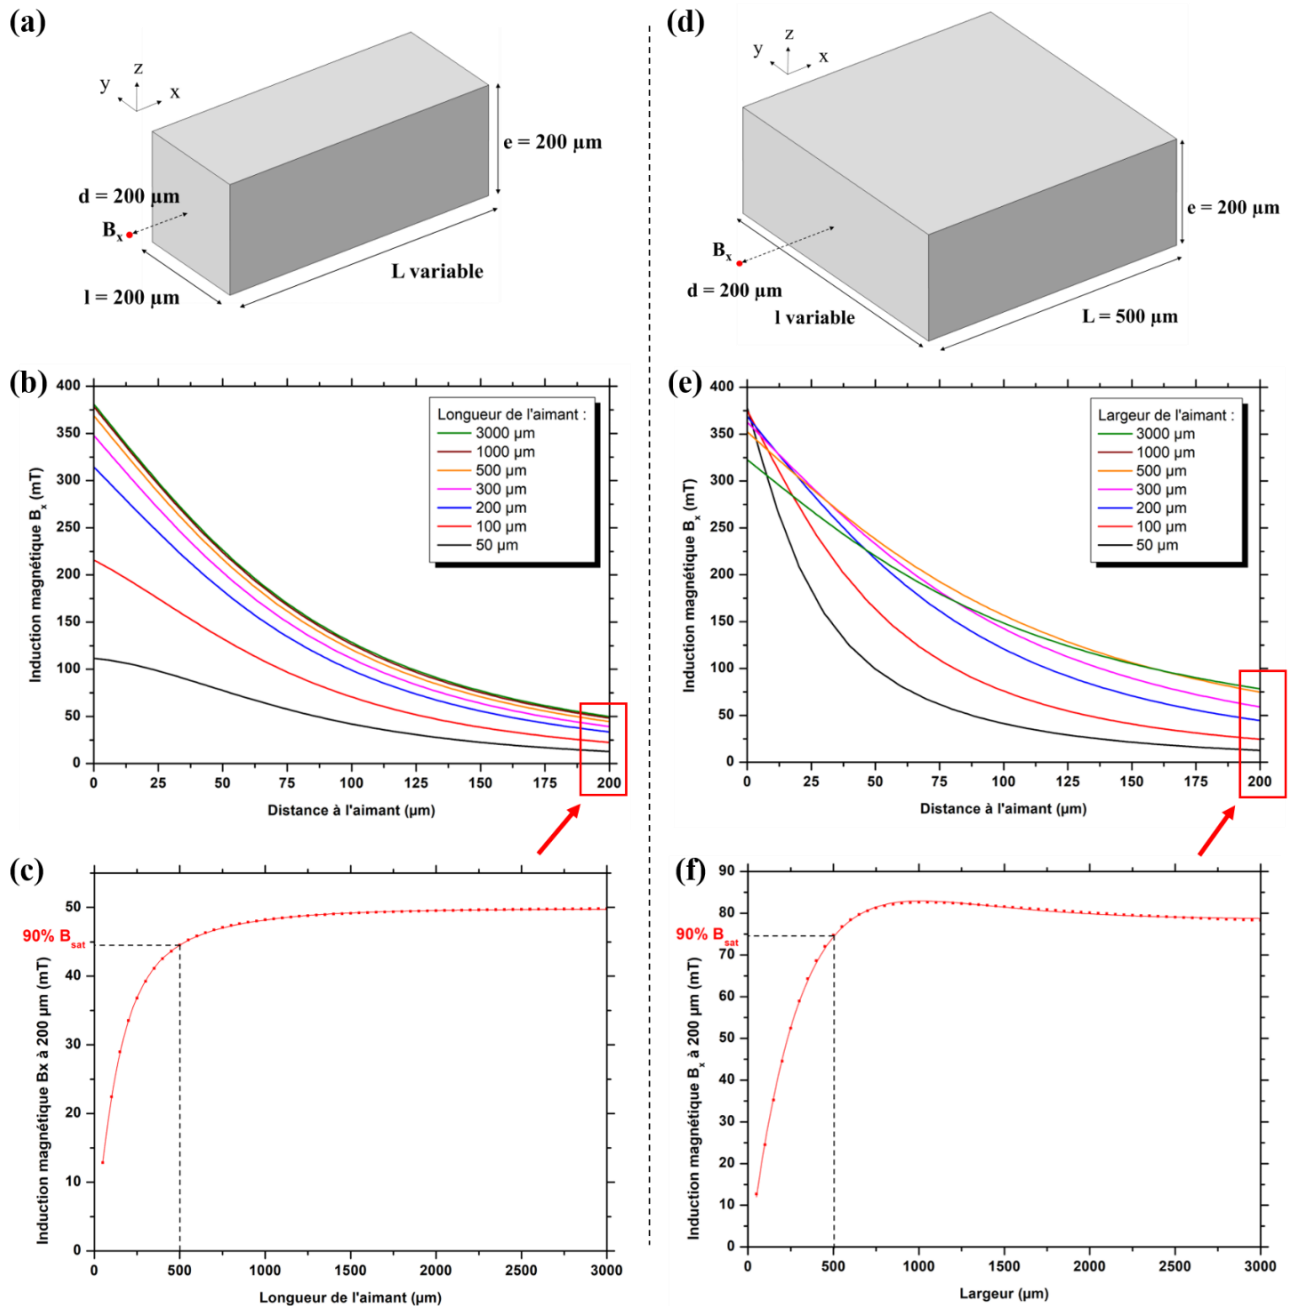 (a)
z
y
x
e = 200 µm
d = 200 µm
Bx
L variable
l = 200 µm
(d)
z
y
x
e = 200 µm
Bx
d = 200 µm
l variable
L = 500 µm
(b)
Induction magnétique Bx (mT)
400
350
300
250
200
150
100
50
0
Longueur de l'aimant :
3000 µm
1000 µm
500 µm
300 µm
200 µm
100 µm
50 µm
0 25 50 75 100 125 150 175 200
Distance à l'aimant (µm)
(e)
Induction magnétique Bx (mT)
400
350
300
250
200
150
100
50
0
Largeur de l'aimant :
3000 µm
1000 µm
500 µm
300 µm
200 µm
100 µm
50 µm
0 25 50 75 100 125 150 175 200
Distance à l'aimant (µm)
(c)
Induction magnétique Bx à 200 µm (mT)
50
90% Bsat
40
30
20
10
0
0 500 1000 1500 2000 2500 3000
Longueur de l'aimant (µm)
(f)
Induction magnétique Bx à 200 µm (mT)
90
80
90% Bsat
70
60
50
40
30
20
10
0
0 500 1000 1500 2000 2500 3000
Largeur (µm)